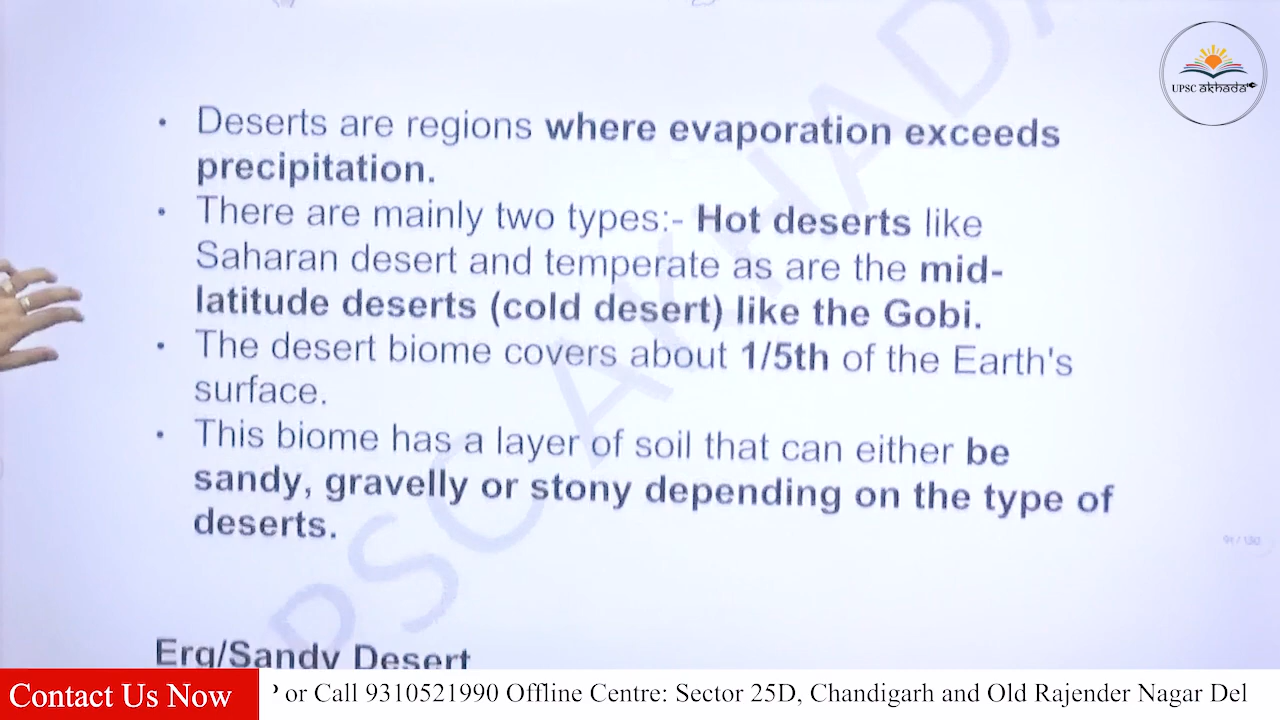 UPSC akhada
• Deserts are regions where evaporation exceeds
precipitation.
• There are mainly two types:- Hot deserts like
Saharan desert and temperate as are the mid-
latitude deserts (cold desert) like the Gobi.
• The desert biome covers about 1/5th of the Earth's
surface.
• This biome has a layer of soil that can either be
sandy, gravelly or stony depending on the type of
deserts.
Erg/Sandy Desert
PSC AKHADA
Contact Us Now
or Call 9310521990 Offline Centre: Sector 25D, Chandigarh and Old Rajender Nagar Del